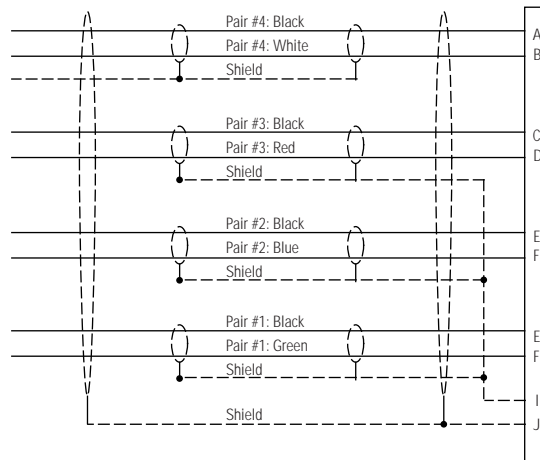 Pair #4: Black
A
Pair #4: White
B
Shield
Pair #3: Black
C
Pair #3: Red
D
Shield
Pair #2: Black
E
Pair #2: Blue
F
Shield
Pair #1: Black
E
Pair #1: Green
F
Shield
I
Shield
J